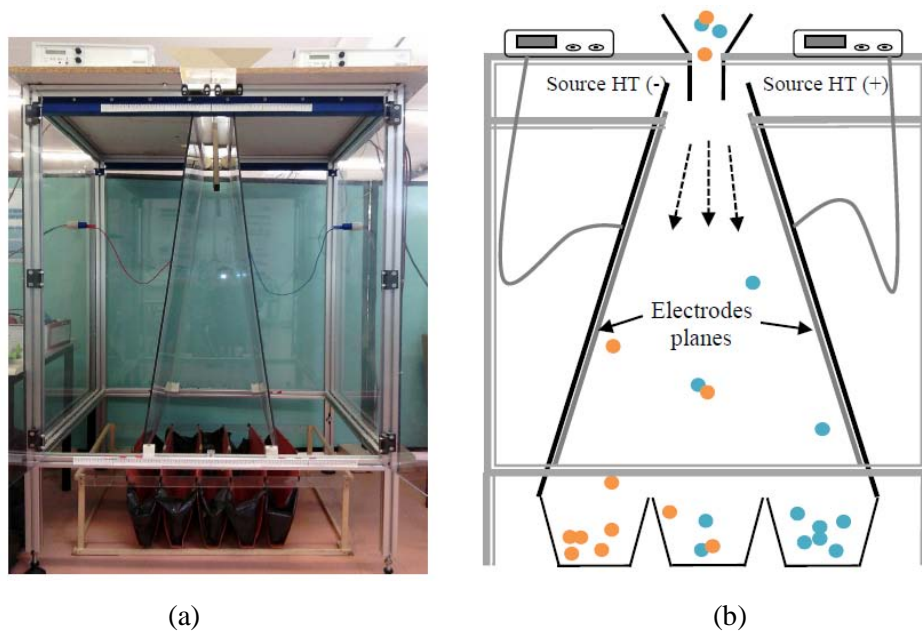 Source HT (-)
Source HT (+)
Electrodes
planes
(a)
(b)